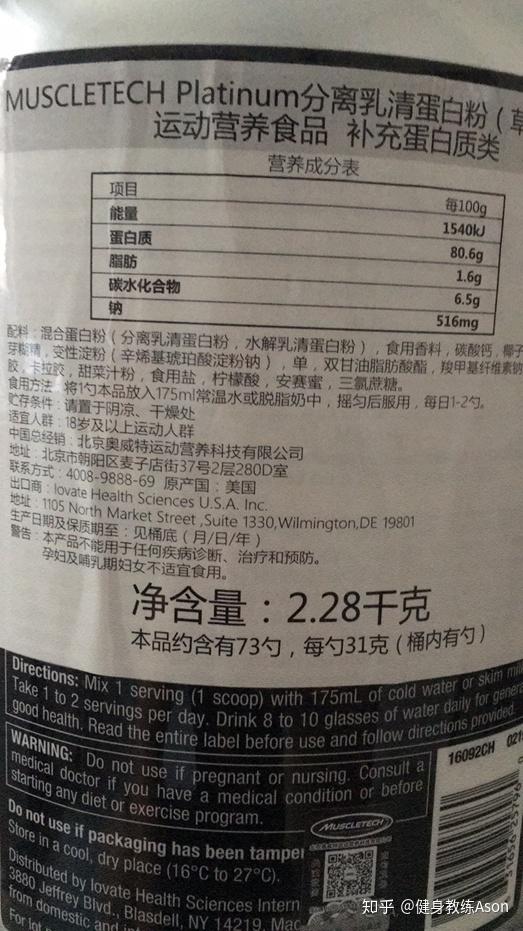 MUSCLETECH Platinum分离乳清蛋白粉（草
运动营养食品 补充蛋白质类
营养成分表
项目 每100g
能量 1540kJ
蛋白质 80.6g
脂肪 1.6g
碳水化合物 6.5g
钠 516mg
配料：混合蛋白粉（分离乳清蛋白粉，水解乳清蛋白粉），食用香料，碳酸钙，椰子
芽糊精，变性淀粉（辛烯基琥珀酸淀粉钠），单，双甘油脂肪酸酯，羧甲基纤维素钠
胶，卡拉胶，甜菜汁粉，食用盐，柠檬酸，安赛蜜，三氯蔗糖。
食用方法：将1勺本品放入175ml常温水或脱脂奶中，摇匀后服用，每日1-2勺。
贮存条件：请置于阴凉、干燥处
适宜人群：18岁及以上运动人群
中国总经销：北京奥威特运动营养科技有限公司
地址：北京市朝阳区麦子店街37号2层280D室
联系方式：4008-9888-69 原产国：美国
出口商：Iovate Health Sciences U.S.A. Inc.
地址：1105 North Market Street ,Suite 1330,Wilmington,DE 19801
生产日期及保质期至：见桶底（月/日/年）
警告：本产品不能用于任何疾病诊断、治疗和预防。
孕妇及哺乳期妇女不适宜食用。
净含量：2.28千克
本品约含有73勺，每勺31克（桶内有勺）
Directions: Mix 1 serving (1 scoop) with 175mL of cold water or skim mi
Take 1 to 2 servings per day. Drink 8 to 10 glasses of water daily for gene
good health. Read the entire label before use and follow directions provided.
WARNING: Do not use if pregnant or nursing. Consult a
medical doctor if you have a medical condition or before
starting any diet or exercise program.
16092CH 021
Do not use if packaging has been tamper
Store in a cool, dry place (16°C to 27°C).
MUSCLETECH
Distributed by Iovate Health Sciences Intern
3880 Jeffrey Blvd., Blasdell, NY 14219. Mad
from domestic and in
For lot
知乎 @健身教练Ason